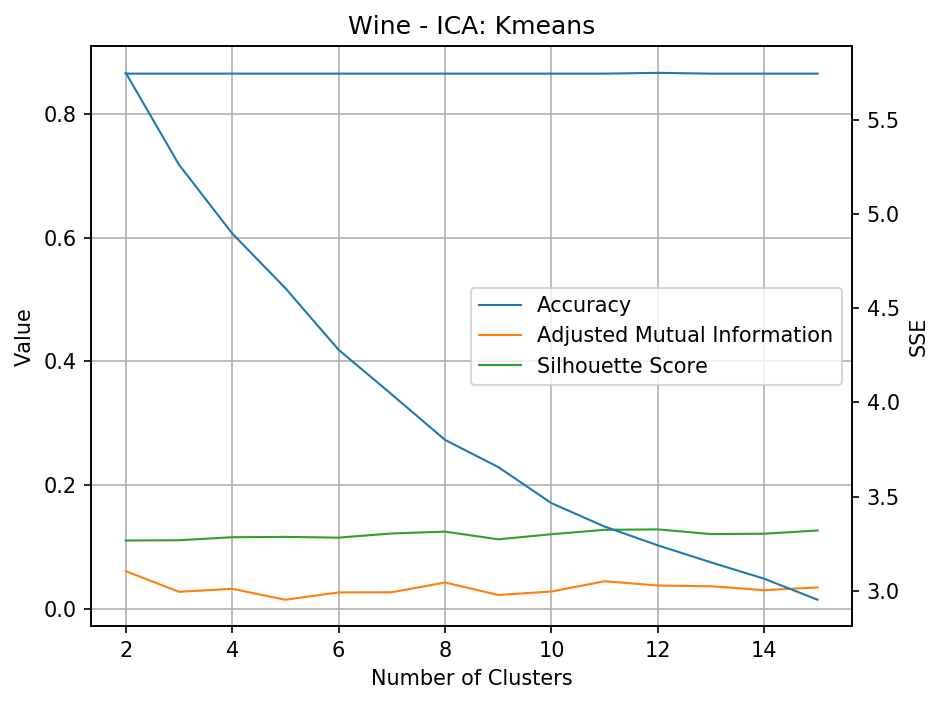 Wine - ICA: Kmeans
Value
0.8
0.6
0.4
0.2
0.0
5.5
5.0
4.5
4.0
3.5
3.0
SSE
Accuracy
Adjusted Mutual Information
Silhouette Score
2 4 6 8 10 12 14
Number of Clusters